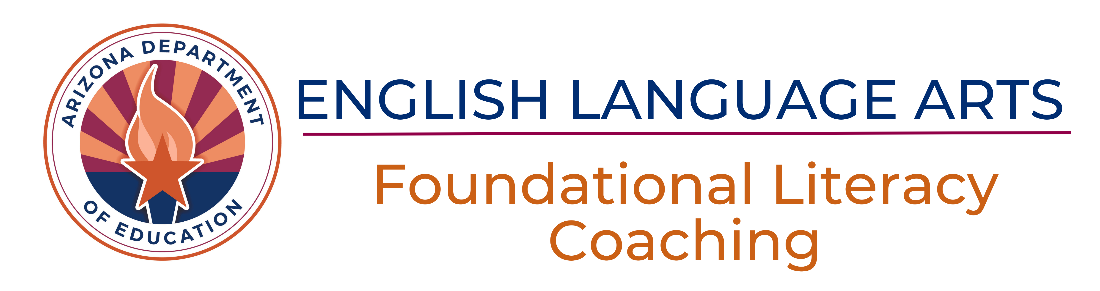 ARIZONA DEPARTMENT
OF EDUCATION
ENGLISH LANGUAGE ARTS
Foundational Literacy
Coaching